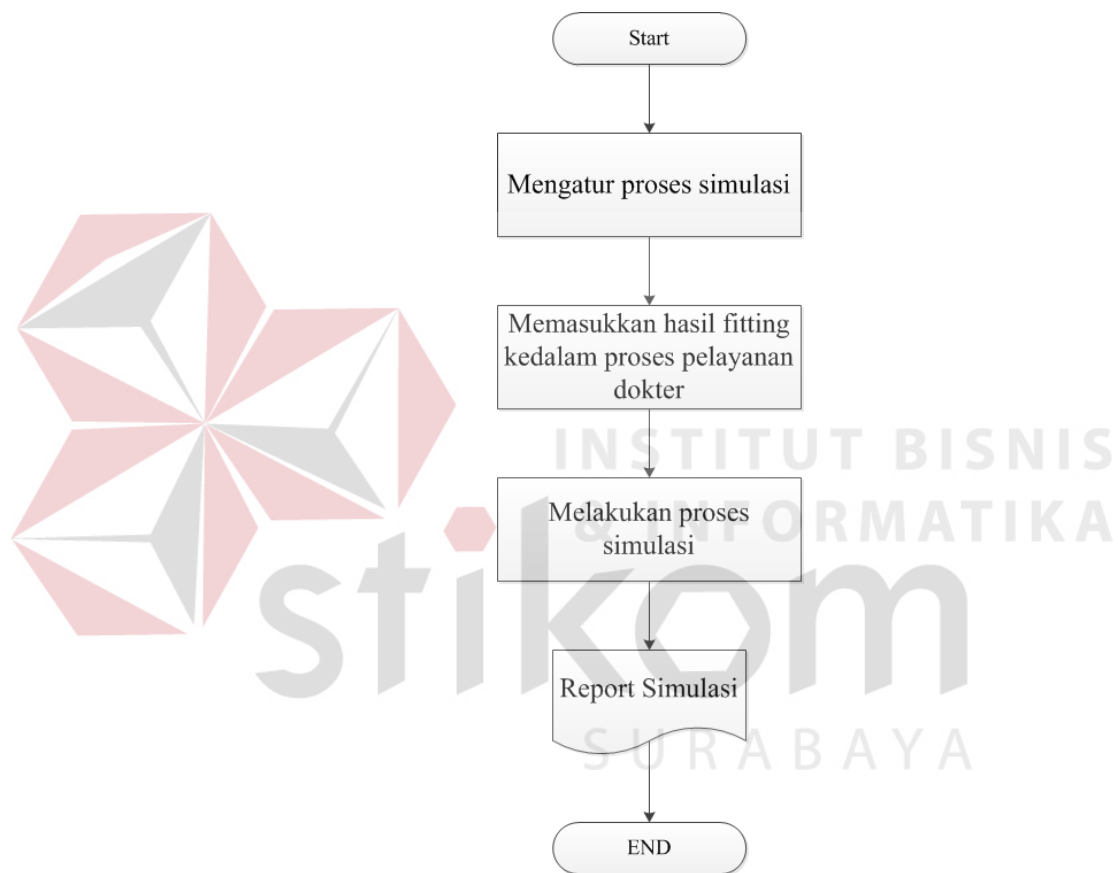 Start
Mengatur proses simulasi
Memasukkan hasil fitting
kedalam proses pelayanan
dokter
INSTITUT BISNIS
Melakukan proses
simulasi
& INFORMATIKA
stikom
Report Simulasi
SURABAYA
END